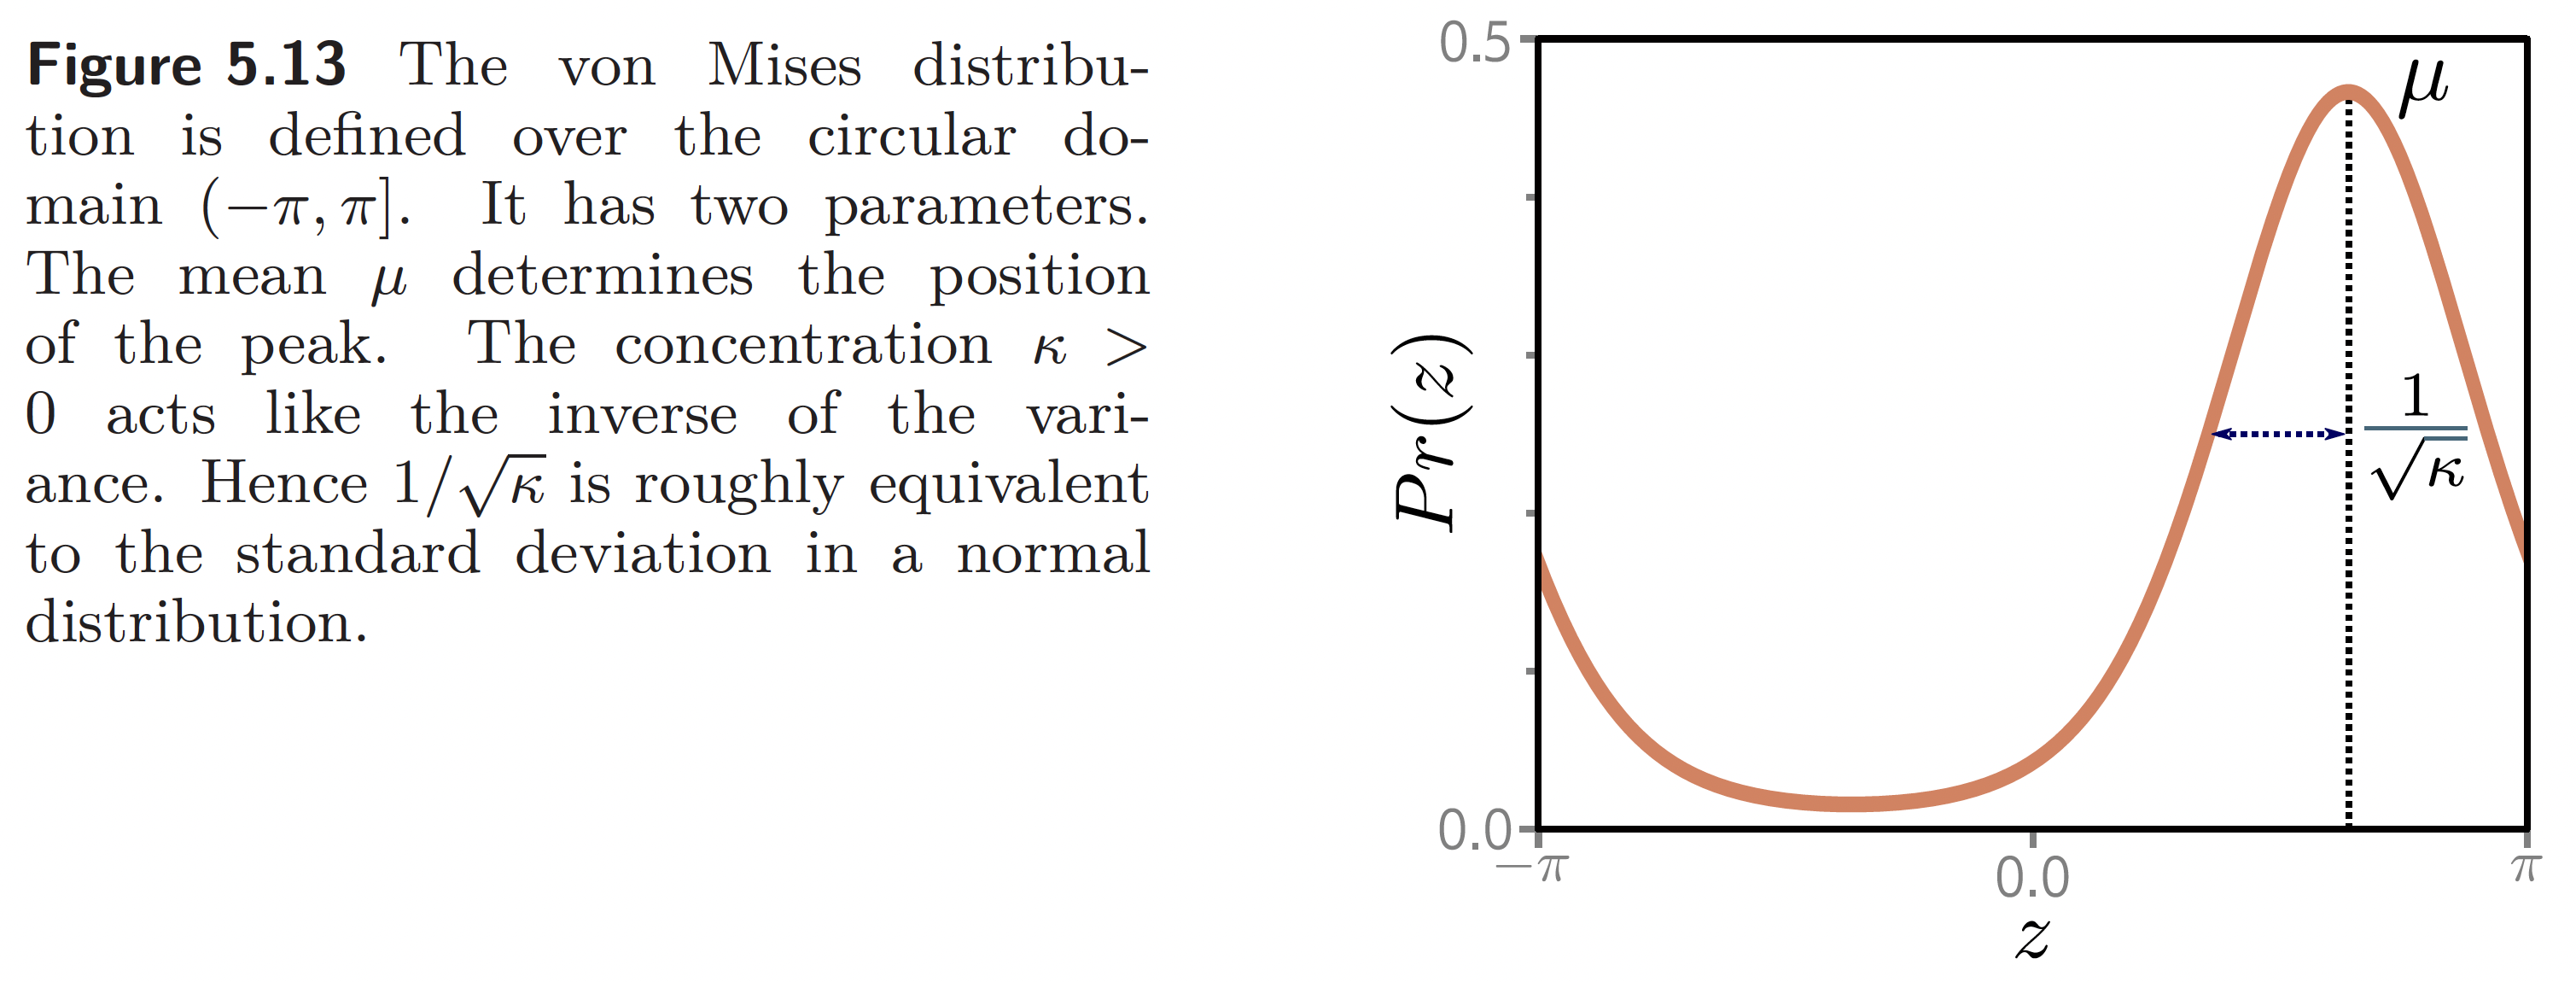 Figure 5.13 The von Mises distribu-
tion is defined over the circular do-
main (−π, π]. It has two parameters.
The mean μ determines the position
of the peak. The concentration κ >
0 acts like the inverse of the vari-
ance. Hence 1/√κ is roughly equivalent
to the standard deviation in a normal
distribution.
0.5
μ
Pr(z)
1
√κ
0.0
−π
0.0
π
z